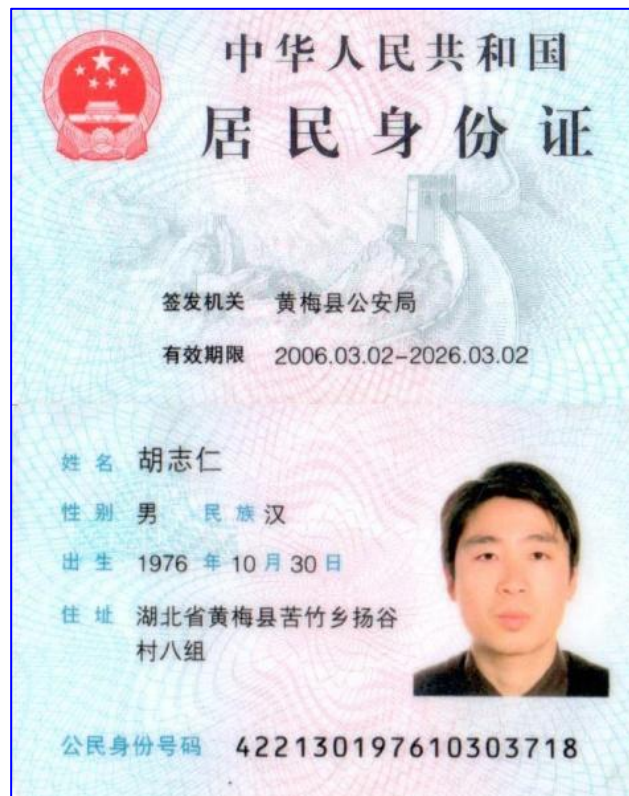 中华人民共和国
居民身份证
签发机关 黄梅县公安局
有效期限 2006.03.02-2026.03.02
姓名 胡志仁
性别 男 民族 汉
出生 1976 年 10 月 30 日
住址 湖北省黄梅县苦竹乡扬谷
村八组
公民身份号码 422130197610303718